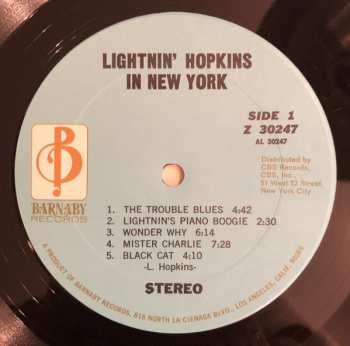 LIGHTNIN' HOPKINS
IN NEW YORK
SIDE 1
Z 30247
AL 30247
Distributed by
CBS Records,
CBS, Inc.,
51 West 52 Street,
New York City
B
BARNABY
RECORDS
1. THE TROUBLE BLUES 4:42
2. LIGHTNIN'S PIANO BOOGIE 2:30
3. WONDER WHY 6:14
4. MISTER CHARLIE 7:28
5. BLACK CAT 4:10
-L. Hopkins-
STEREO
A PRODUCT OF BARNABY RECORDS, 816 NORTH LA CIENAGA BLVD., LOS ANGELES, CALIF. 90069